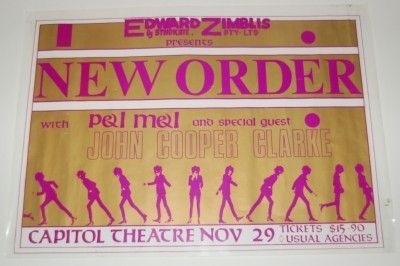 EDWARD ZIMBLIS
& SYNDICATE. PTY. LTD
PRESENTS
NEW ORDER
with PEL MEL and special guest
JOHN COOPER CLARKE
CAPITOL THEATRE NOV 29 TICKETS $15.90
& USUAL AGENCIES